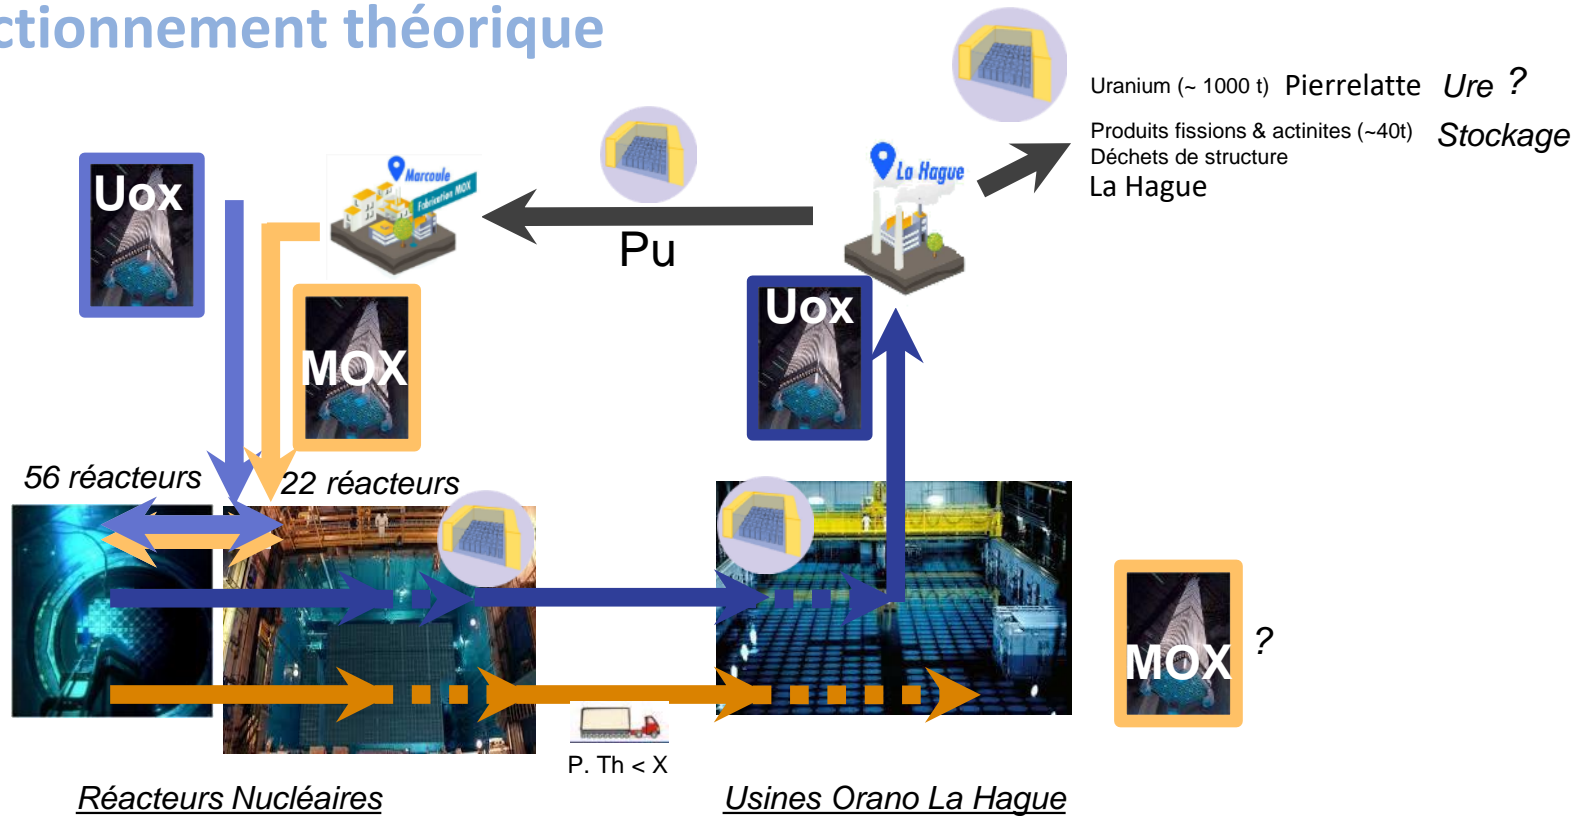 ctionnement théorique
Uranium (~ 1000 t) Pierrelatte Ure ?
Produits fissions & actinites (~40t) Stockage
Déchets de structure
La Hague
Uox
Marcoule
Fabrication MOX
La Hague
Pu
Uox
MOX
56 réacteurs
22 réacteurs
MOX
?
P. Th < X
Réacteurs Nucléaires
Usines Orano La Hague